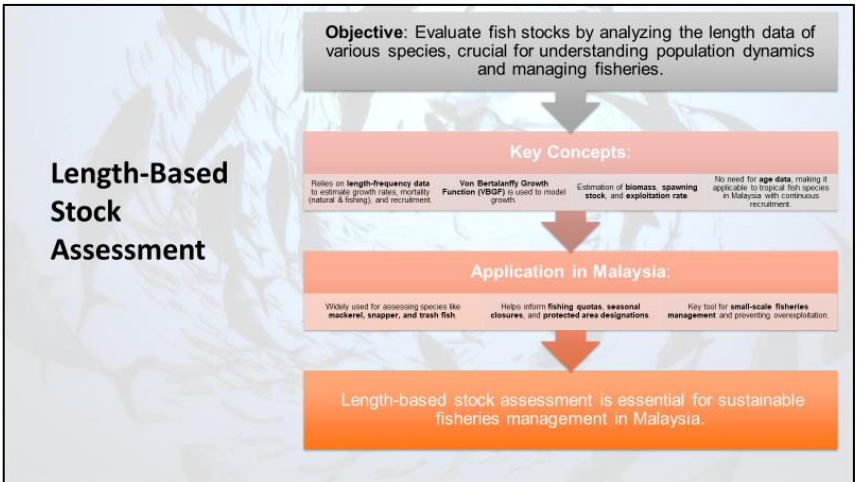 Length-Based
Stock
Assessment
Objective: Evaluate fish stocks by analyzing the length data of
various species, crucial for understanding population dynamics
and managing fisheries.
Key Concepts:
Relies on length-frequency data
to estimate growth rates, mortality
(natural & fishing), and recruitment.
Von Bertalanffy Growth
Function (VBGF) is used to model
growth.
Estimation of biomass, spawning
stock, and exploitation rate.
No need for age data, making it
applicable to tropical fish species
in Malaysia with continuous
recruitment.
Application in Malaysia:
Widely used for assessing species like
mackerel, snapper, and trash fish.
Helps inform fishing quotas, seasonal
closures, and protected area designations.
Key tool for small-scale fisheries
management and preventing overexploitation.
Length-based stock assessment is essential for sustainable
fisheries management in Malaysia.